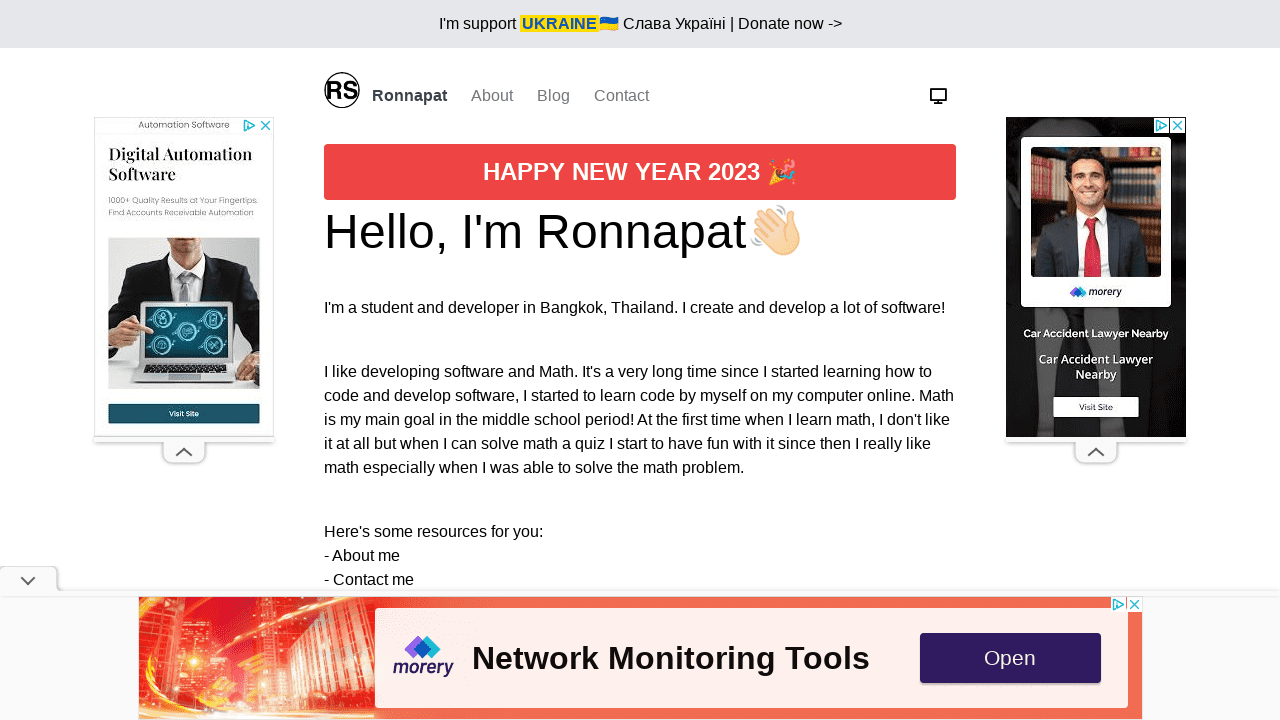 I'm support UKRAINE🇺🇦 Слава Україні | Donate now ->
RS Ronnapat About Blog Contact
Automation Software
Digital Automation
Software
1000+ Quality Results at Your Fingertips.
Find Accounts Receivable Automation
Visit Site
HAPPY NEW YEAR 2023 🎉
Hello, I'm Ronnapat👋🏻
I'm a student and developer in Bangkok, Thailand. I create and develop a lot of software!
I like developing software and Math. It's a very long time since I started learning how to
code and develop software, I started to learn code by myself on my computer online. Math
is my main goal in the middle school period! At the first time when I learn math, I don't like
it at all but when I can solve math a quiz I start to have fun with it since then I really like
math especially when I was able to solve the math problem.
Here's some resources for you:
- About me
- Contact me
morery
Car Accident Lawyer Nearby
Car Accident Lawyer
Nearby
Visit Site
morery
Network Monitoring Tools
Open